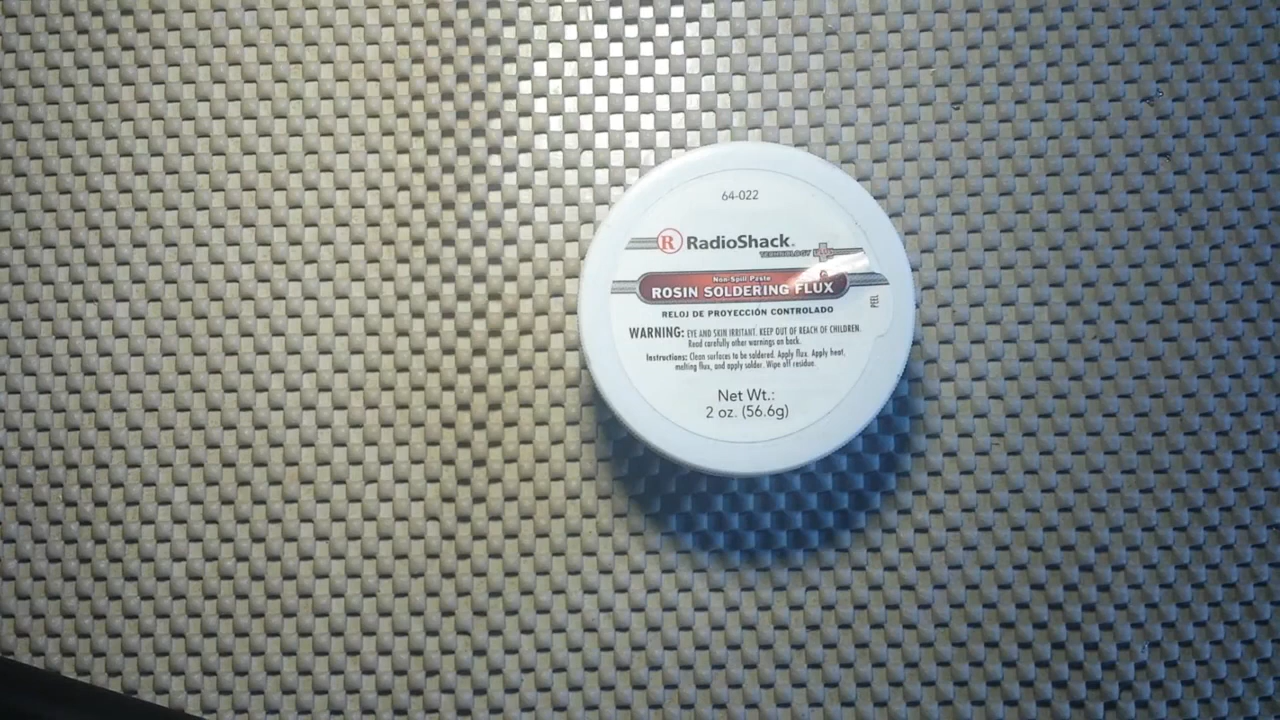 64-022
R RadioShack.
TECHNOLOGY PLUS
Non-Spill Paste
ROSIN SOLDERING FLUX
PEEL
RELOJ DE PROYECCIÓN CONTROLADO
WARNING: EYE AND SKIN IRRITANT. KEEP OUT OF REACH OF CHILDREN.
Read carefully other warnings on back.
Instructions: Clean surfaces to be soldered. Apply flux. Apply heat,
melting flux, and apply solder. Wipe off residue.
Net Wt.:
2 oz. (56.6g)